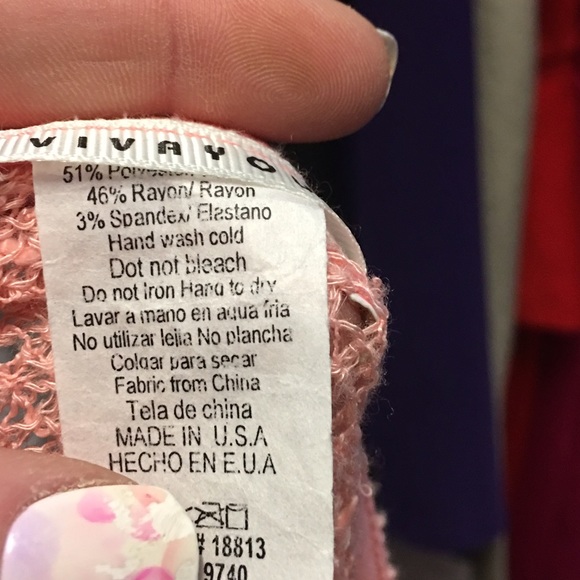 VIVAYO
51% Polyester
46% Rayon/ Rayon
3% Spandex/ Elastano
Hand wash cold
Dot not bleach
Do not Iron Hang to dry
Lavar a mano en agua fria
No utilizar lejia No plancha
Colgar para secar
Fabric from China
Tela de china
MADE IN U.S.A
HECHO EN E.U.A
# 18813
9740